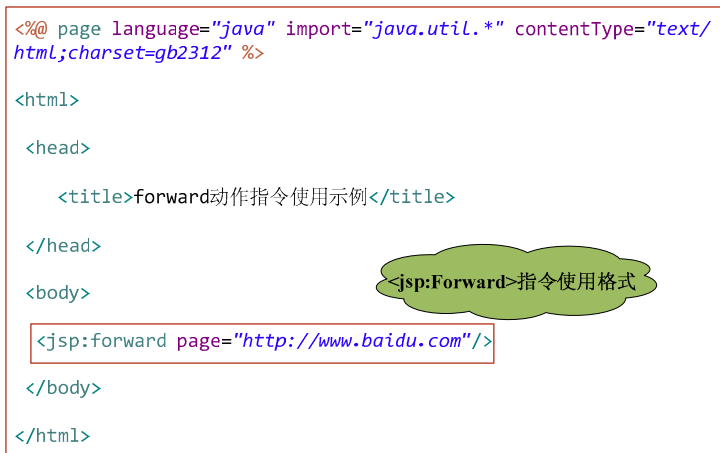 <%@ page language="java" import="java.util.*" contentType="text/
html;charset=gb2312" %>
<html>
<head>
<title>forward动作指令使用示例</title>
</head>
<jsp:Forward>指令使用格式
<body>
<jsp:forward page="http://www.baidu.com"/>
</body>
</html>